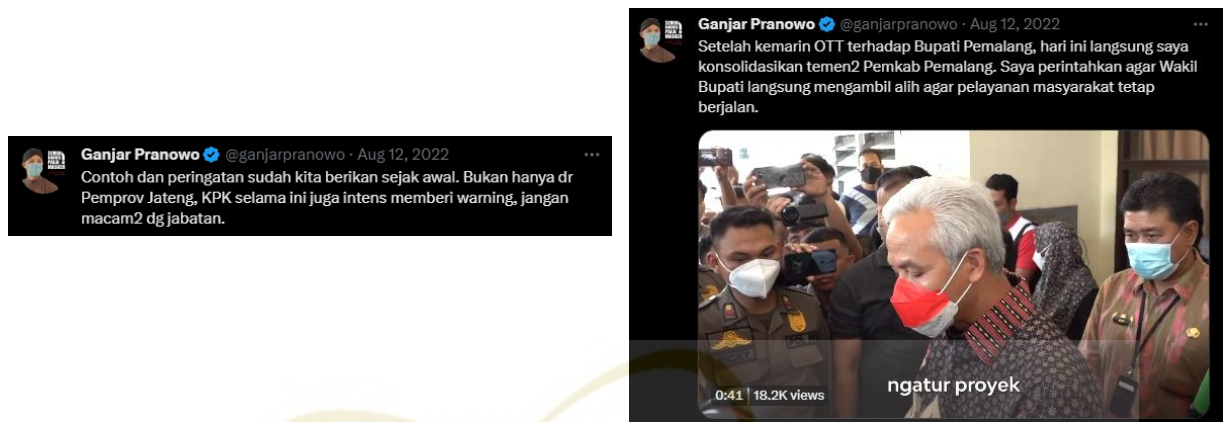 Ganjar Pranowo @ganjarpranowo · Aug 12, 2022
Contoh dan peringatan sudah kita berikan sejak awal. Bukan hanya dr
Pemprov Jateng, KPK selama ini juga intens memberi warning, jangan
macam2 dg jabatan.
Ganjar Pranowo @ganjarpranowo · Aug 12, 2022
Setelah kemarin OTT terhadap Bupati Pemalang, hari ini langsung saya
konsolidasikan temen2 Pemkab Pemalang. Saya perintahkan agar Wakil
Bupati langsung mengambil alih agar pelayanan masyarakat tetap
berjalan.
ngatur proyek
0:41 18.2K views